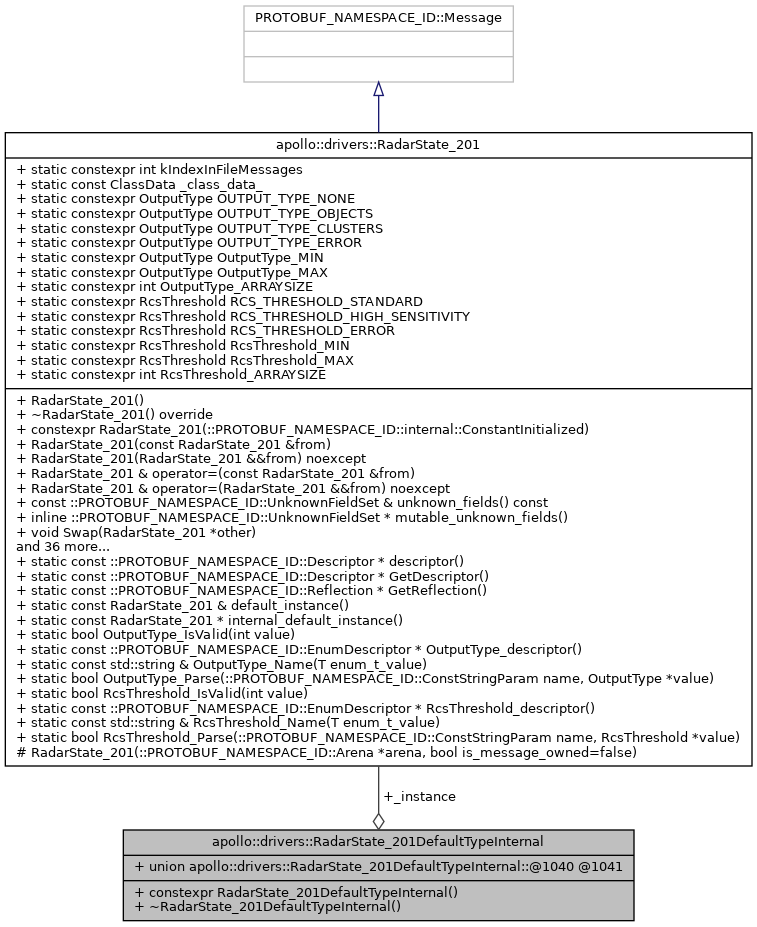 PROTOBUF_NAMESPACE_ID::Message
apollo::drivers::RadarState_201
+ static constexpr int kIndexInFileMessages
+ static const ClassData _class_data_
+ static constexpr OutputType OUTPUT_TYPE_NONE
+ static constexpr OutputType OUTPUT_TYPE_OBJECTS
+ static constexpr OutputType OUTPUT_TYPE_CLUSTERS
+ static constexpr OutputType OUTPUT_TYPE_ERROR
+ static constexpr OutputType OutputType_MIN
+ static constexpr OutputType OutputType_MAX
+ static constexpr int OutputType_ARRAYSIZE
+ static constexpr RcsThreshold RCS_THRESHOLD_STANDARD
+ static constexpr RcsThreshold RCS_THRESHOLD_HIGH_SENSITIVITY
+ static constexpr RcsThreshold RCS_THRESHOLD_ERROR
+ static constexpr RcsThreshold RcsThreshold_MIN
+ static constexpr RcsThreshold RcsThreshold_MAX
+ static constexpr int RcsThreshold_ARRAYSIZE
+ RadarState_201()
+ ~RadarState_201() override
+ constexpr RadarState_201(::PROTOBUF_NAMESPACE_ID::internal::ConstantInitialized)
+ RadarState_201(const RadarState_201 &from)
+ RadarState_201(RadarState_201 &&from) noexcept
+ RadarState_201 & operator=(const RadarState_201 &from)
+ RadarState_201 & operator=(RadarState_201 &&from) noexcept
+ const ::PROTOBUF_NAMESPACE_ID::UnknownFieldSet & unknown_fields() const
+ inline ::PROTOBUF_NAMESPACE_ID::UnknownFieldSet * mutable_unknown_fields()
+ void Swap(RadarState_201 *other)
and 36 more...
+ static const ::PROTOBUF_NAMESPACE_ID::Descriptor * descriptor()
+ static const ::PROTOBUF_NAMESPACE_ID::Descriptor * GetDescriptor()
+ static const ::PROTOBUF_NAMESPACE_ID::Reflection * GetReflection()
+ static const RadarState_201 & default_instance()
+ static const RadarState_201 * internal_default_instance()
+ static bool OutputType_IsValid(int value)
+ static const ::PROTOBUF_NAMESPACE_ID::EnumDescriptor * OutputType_descriptor()
+ static const std::string & OutputType_Name(T enum_t_value)
+ static bool OutputType_Parse(::PROTOBUF_NAMESPACE_ID::ConstStringParam name, OutputType *value)
+ static bool RcsThreshold_IsValid(int value)
+ static const ::PROTOBUF_NAMESPACE_ID::EnumDescriptor * RcsThreshold_descriptor()
+ static const std::string & RcsThreshold_Name(T enum_t_value)
+ static bool RcsThreshold_Parse(::PROTOBUF_NAMESPACE_ID::ConstStringParam name, RcsThreshold *value)
# RadarState_201(::PROTOBUF_NAMESPACE_ID::Arena *arena, bool is_message_owned=false)
+_instance
apollo::drivers::RadarState_201DefaultTypeInternal
+ union apollo::drivers::RadarState_201DefaultTypeInternal::@1040 @1041
+ constexpr RadarState_201DefaultTypeInternal()
+ ~RadarState_201DefaultTypeInternal()